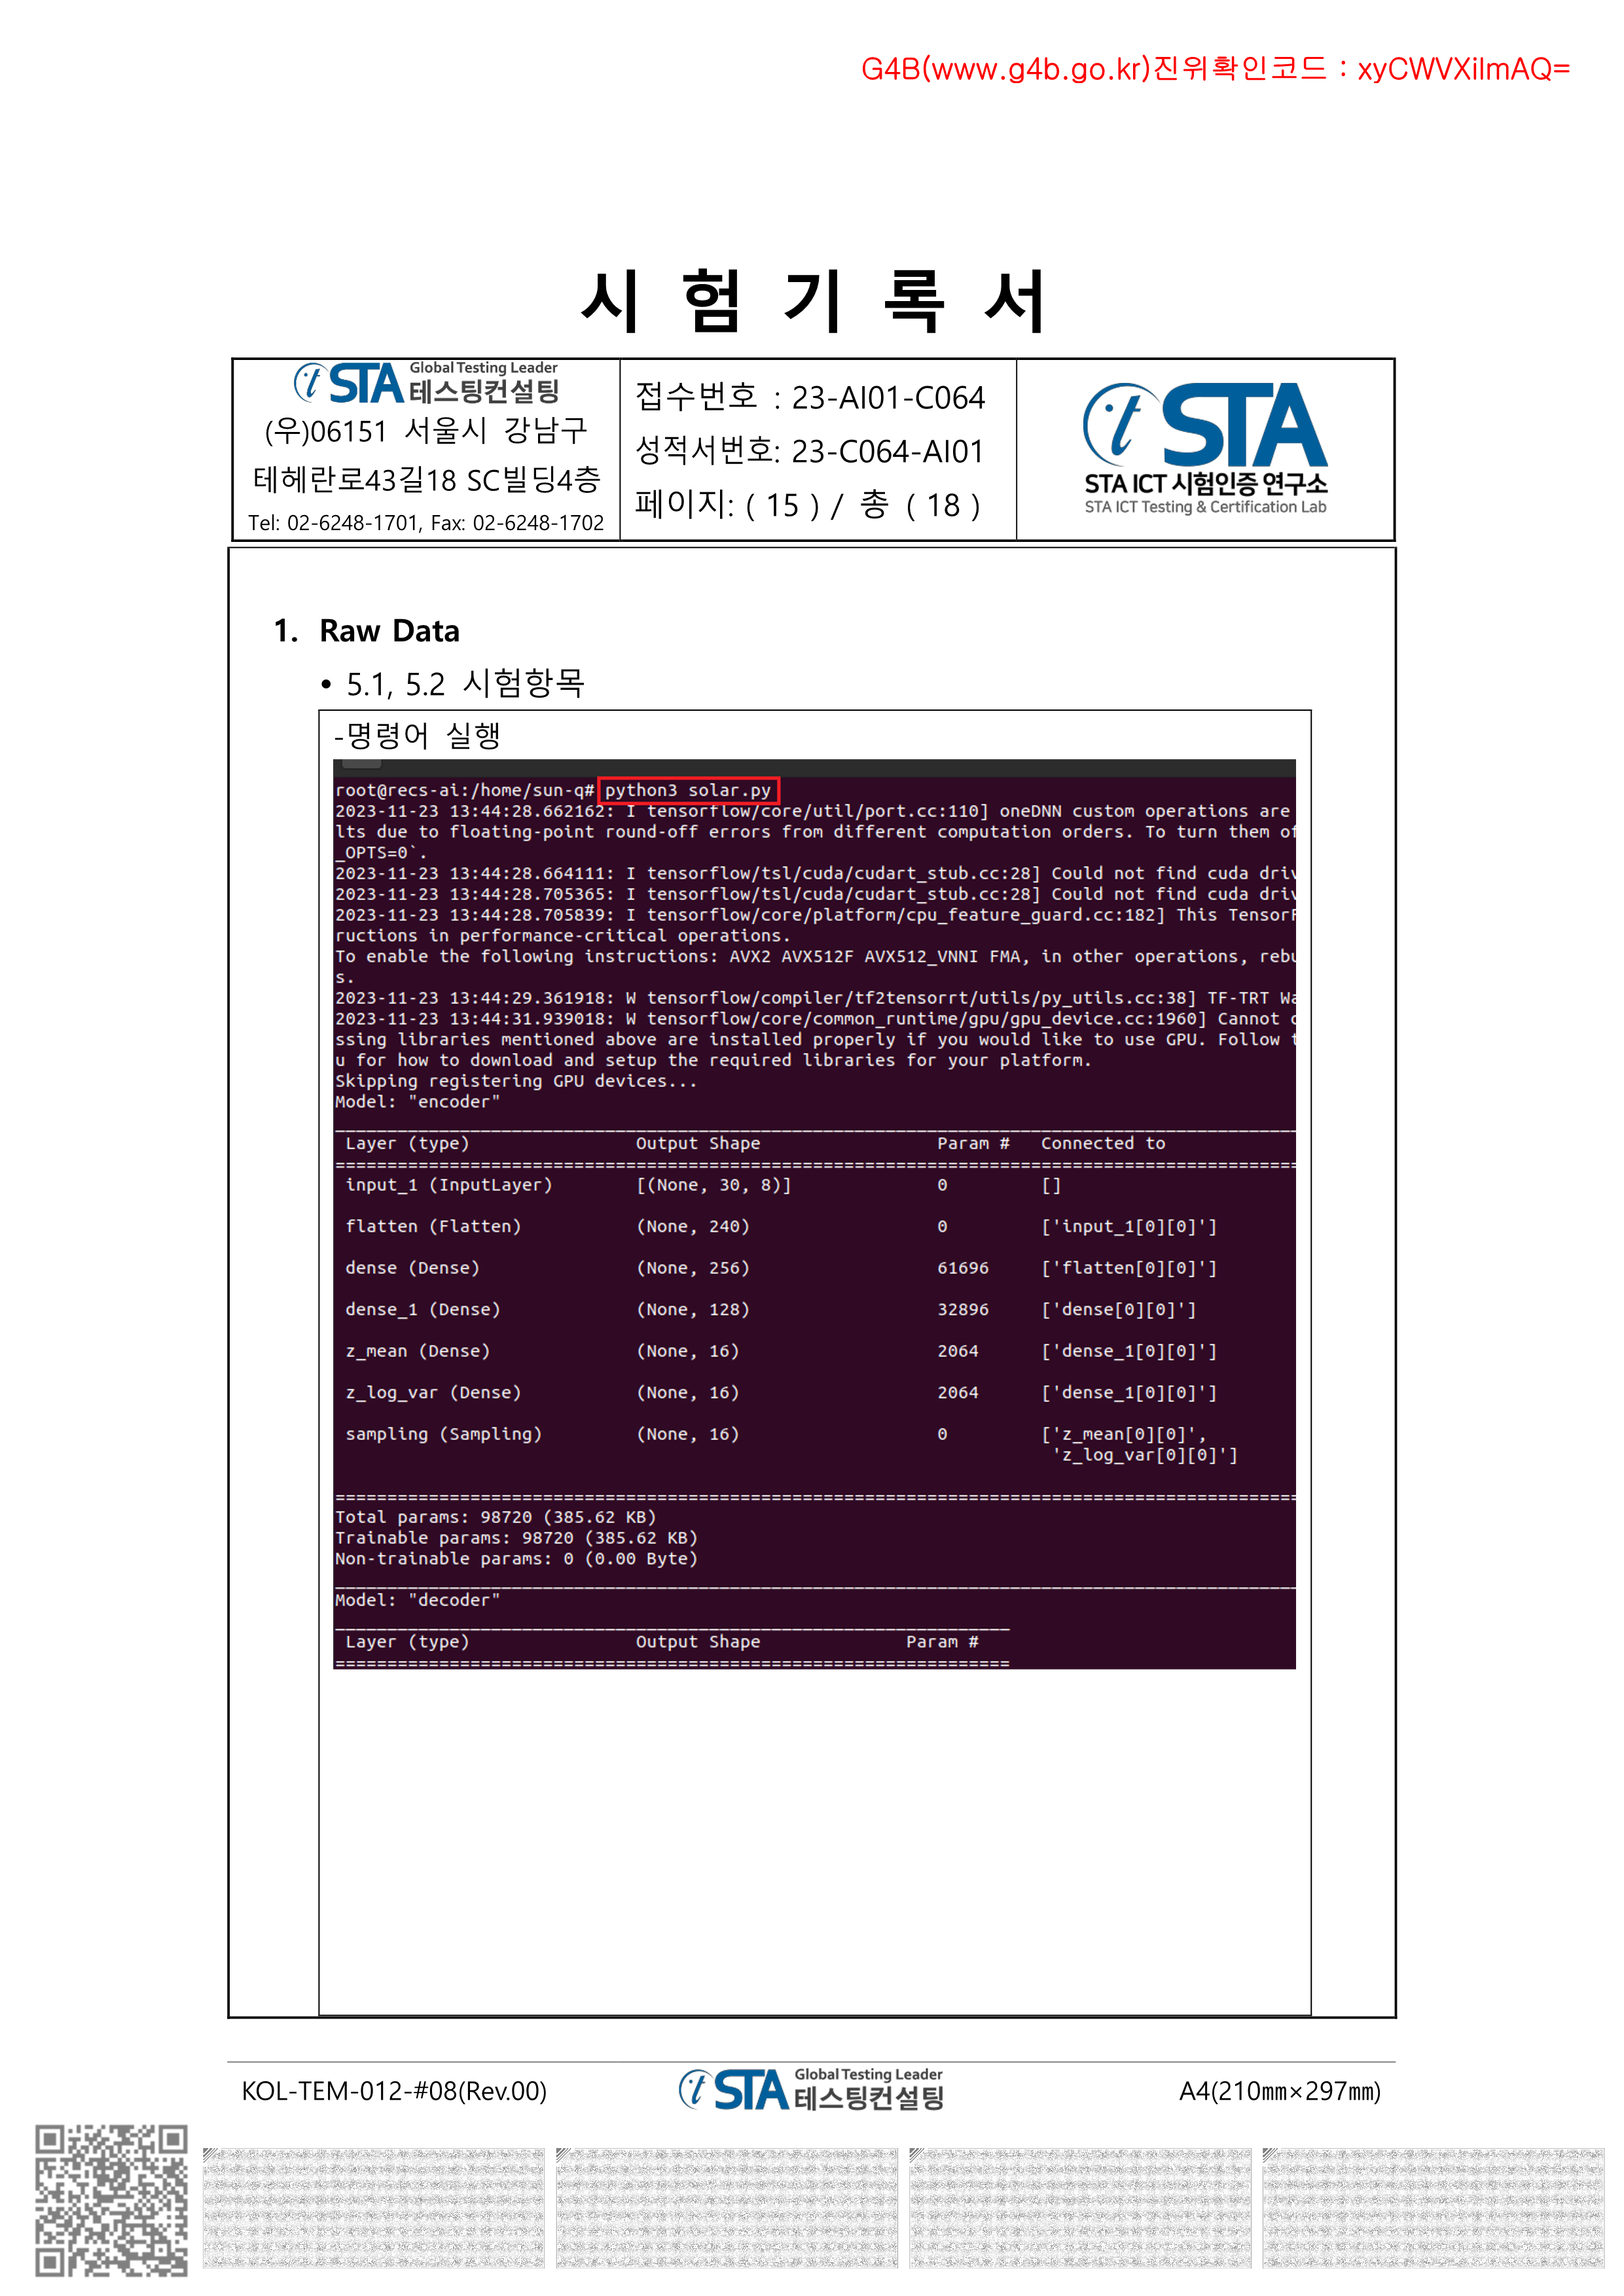 G4B(www.g4b.go.kr)진위확인코드 : xyCWVXiImAQ=
시 험 기 록 서
t STA Global Testing Leader
테스팅컨설팅
(우)06151 서울시 강남구
테헤란로43길18 SC빌딩4층
Tel: 02-6248-1701, Fax: 02-6248-1702
접수번호 : 23-AI01-C064
성적서번호: 23-C064-AI01
페이지: ( 15 ) / 총 ( 18 )
t STA
STA ICT 시험인증 연구소
STA ICT Testing & Certification Lab
1. Raw Data
• 5.1, 5.2 시험항목
-명령어 실행
root@recs-ai:/home/sun-q# python3 solar.py
2023-11-23 13:44:28.662162: I tensorflow/core/util/port.cc:110] oneDNN custom operations are
lts due to floating-point round-off errors from different computation orders. To turn them of
_OPTS=0`.
2023-11-23 13:44:28.664111: I tensorflow/tsl/cuda/cudart_stub.cc:28] Could not find cuda driv
2023-11-23 13:44:28.705365: I tensorflow/tsl/cuda/cudart_stub.cc:28] Could not find cuda driv
2023-11-23 13:44:28.705839: I tensorflow/core/platform/cpu_feature_guard.cc:182] This TensorF
ructions in performance-critical operations.
To enable the following instructions: AVX2 AVX512F AVX512_VNNI FMA, in other operations, rebu
s.
2023-11-23 13:44:29.361918: W tensorflow/compiler/tf2tensorrt/utils/py_utils.cc:38] TF-TRT Wa
2023-11-23 13:44:31.939018: W tensorflow/core/common_runtime/gpu/gpu_device.cc:1960] Cannot o
ssing libraries mentioned above are installed properly if you would like to use GPU. Follow t
u for how to download and setup the required libraries for your platform.
Skipping registering GPU devices...
Model: "encoder"
Layer (type) Output Shape Param # Connected to
input_1 (InputLayer) [(None, 30, 8)] 0 []
flatten (Flatten) (None, 240) 0 ['input_1[0][0]']
dense (Dense) (None, 256) 61696 ['flatten[0][0]']
dense_1 (Dense) (None, 128) 32896 ['dense[0][0]']
z_mean (Dense) (None, 16) 2064 ['dense_1[0][0]']
z_log_var (Dense) (None, 16) 2064 ['dense_1[0][0]']
sampling (Sampling) (None, 16) 0 ['z_mean[0][0]',
'z_log_var[0][0]']
Total params: 98720 (385.62 KB)
Trainable params: 98720 (385.62 KB)
Non-trainable params: 0 (0.00 Byte)
Model: "decoder"
Layer (type) Output Shape Param #
KOL-TEM-012-#08(Rev.00)
t STA Global Testing Leader
테스팅컨설팅
A4(210㎜×297㎜)